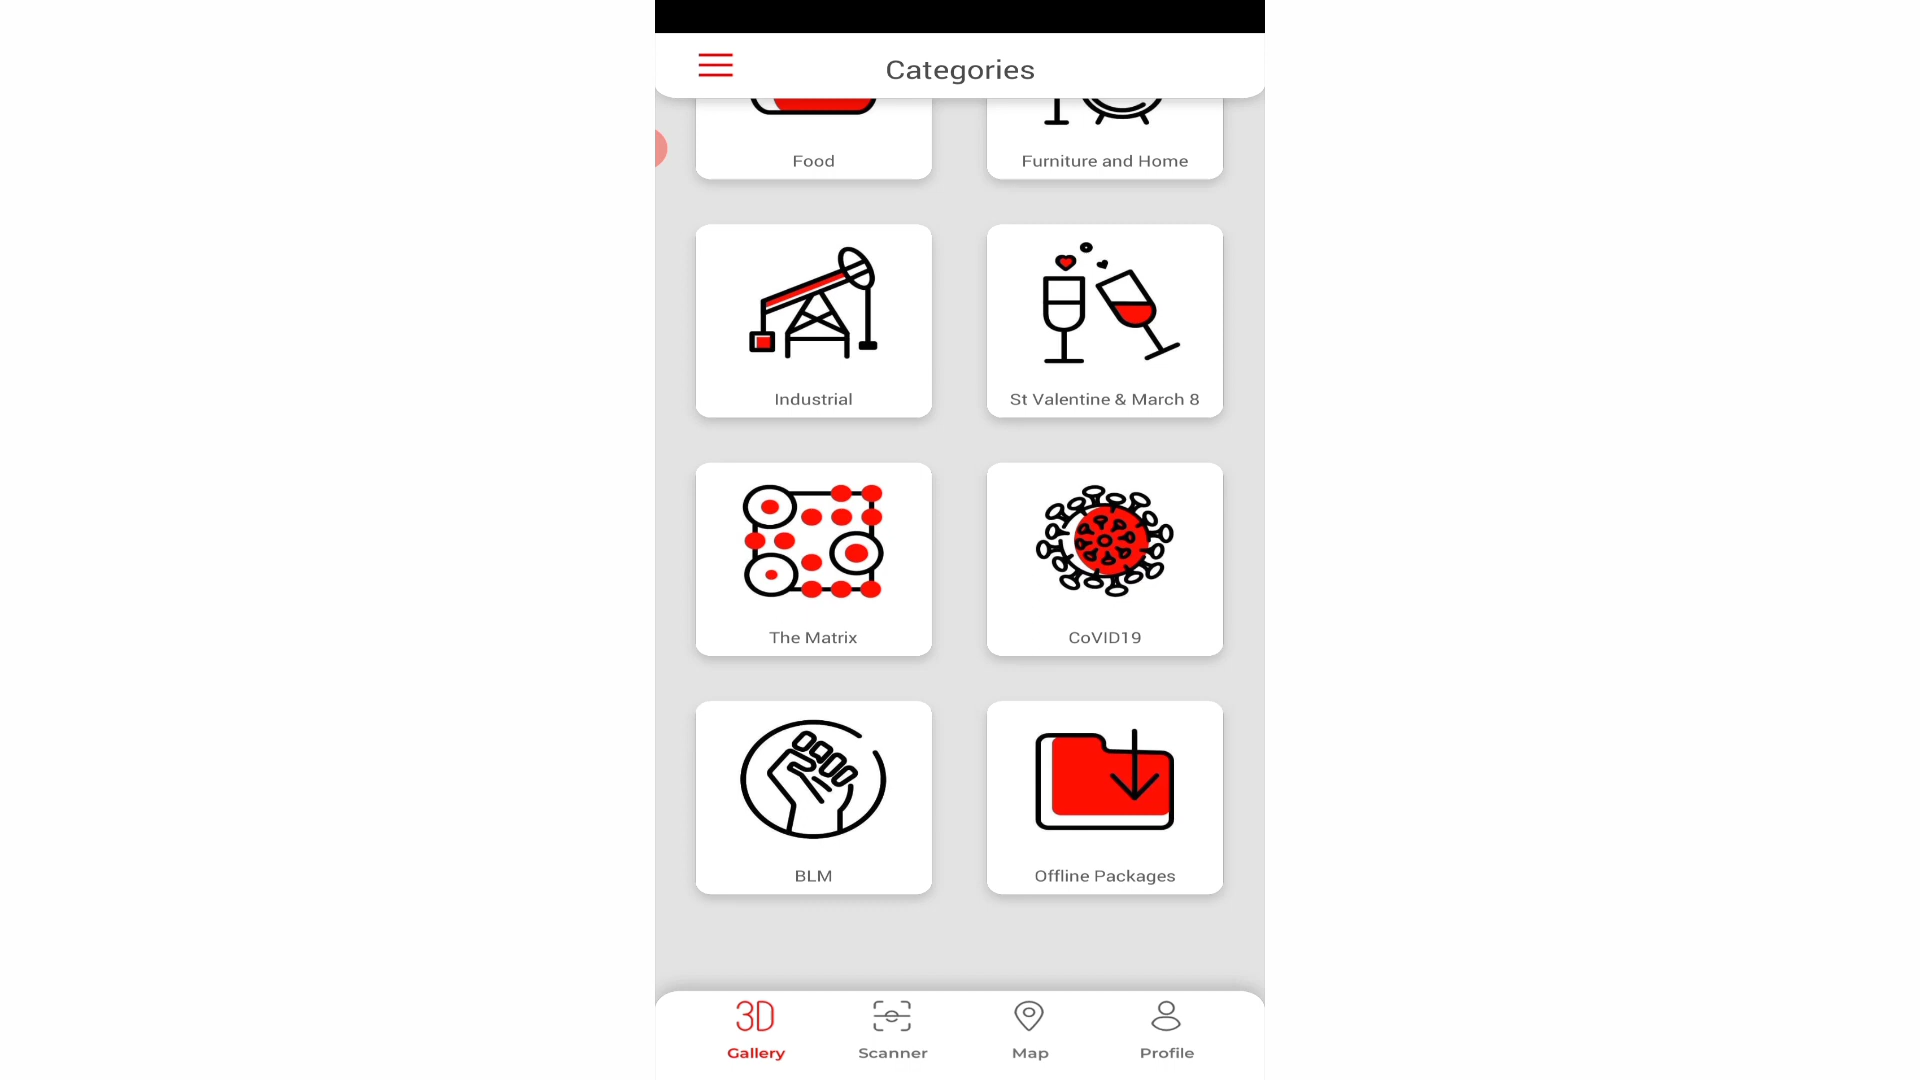 Categories
Food
Furniture and Home
Industrial
St Valentine & March 8
The Matrix
CoVID19
BLM
Offline Packages
3D
Gallery
Scanner
Map
Profile